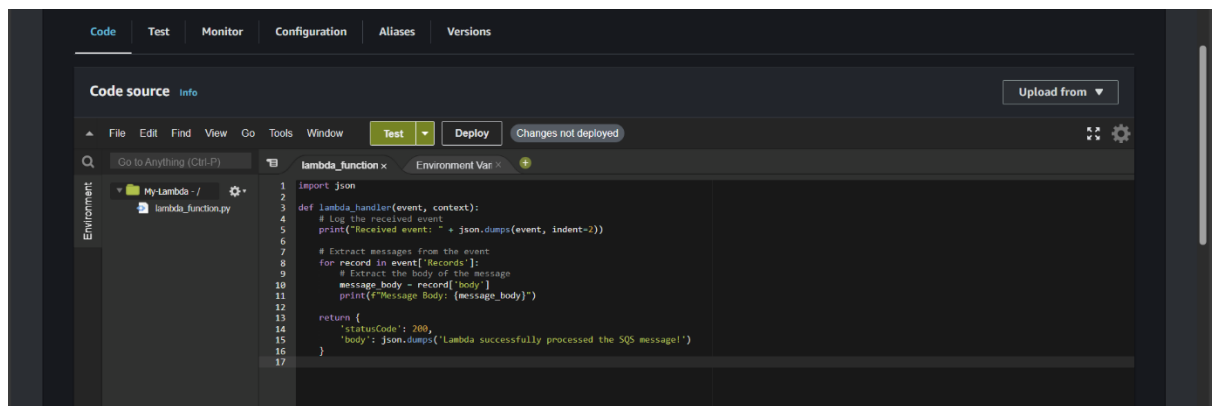 Code Test Monitor Configuration Aliases Versions
Code source Info Upload from ▼
File Edit Find View Go Tools Window Test Deploy Changes not deployed
Go to Anything (Ctrl-P) lambda_function × Environment Var ×
Environment
My-Lambda - /
lambda_function.py
1 import json
2
3 def lambda_handler(event, context):
4 # Log the received event
5 print("Received event: " + json.dumps(event, indent=2))
6
7 # Extract messages from the event
8 for record in event['Records']:
9 # Extract the body of the message
10 message_body = record['body']
11 print(f"Message Body: {message_body}")
12
13 return {
14 'statusCode': 200,
15 'body': json.dumps('Lambda successfully processed the SQS message!')
16 }
17